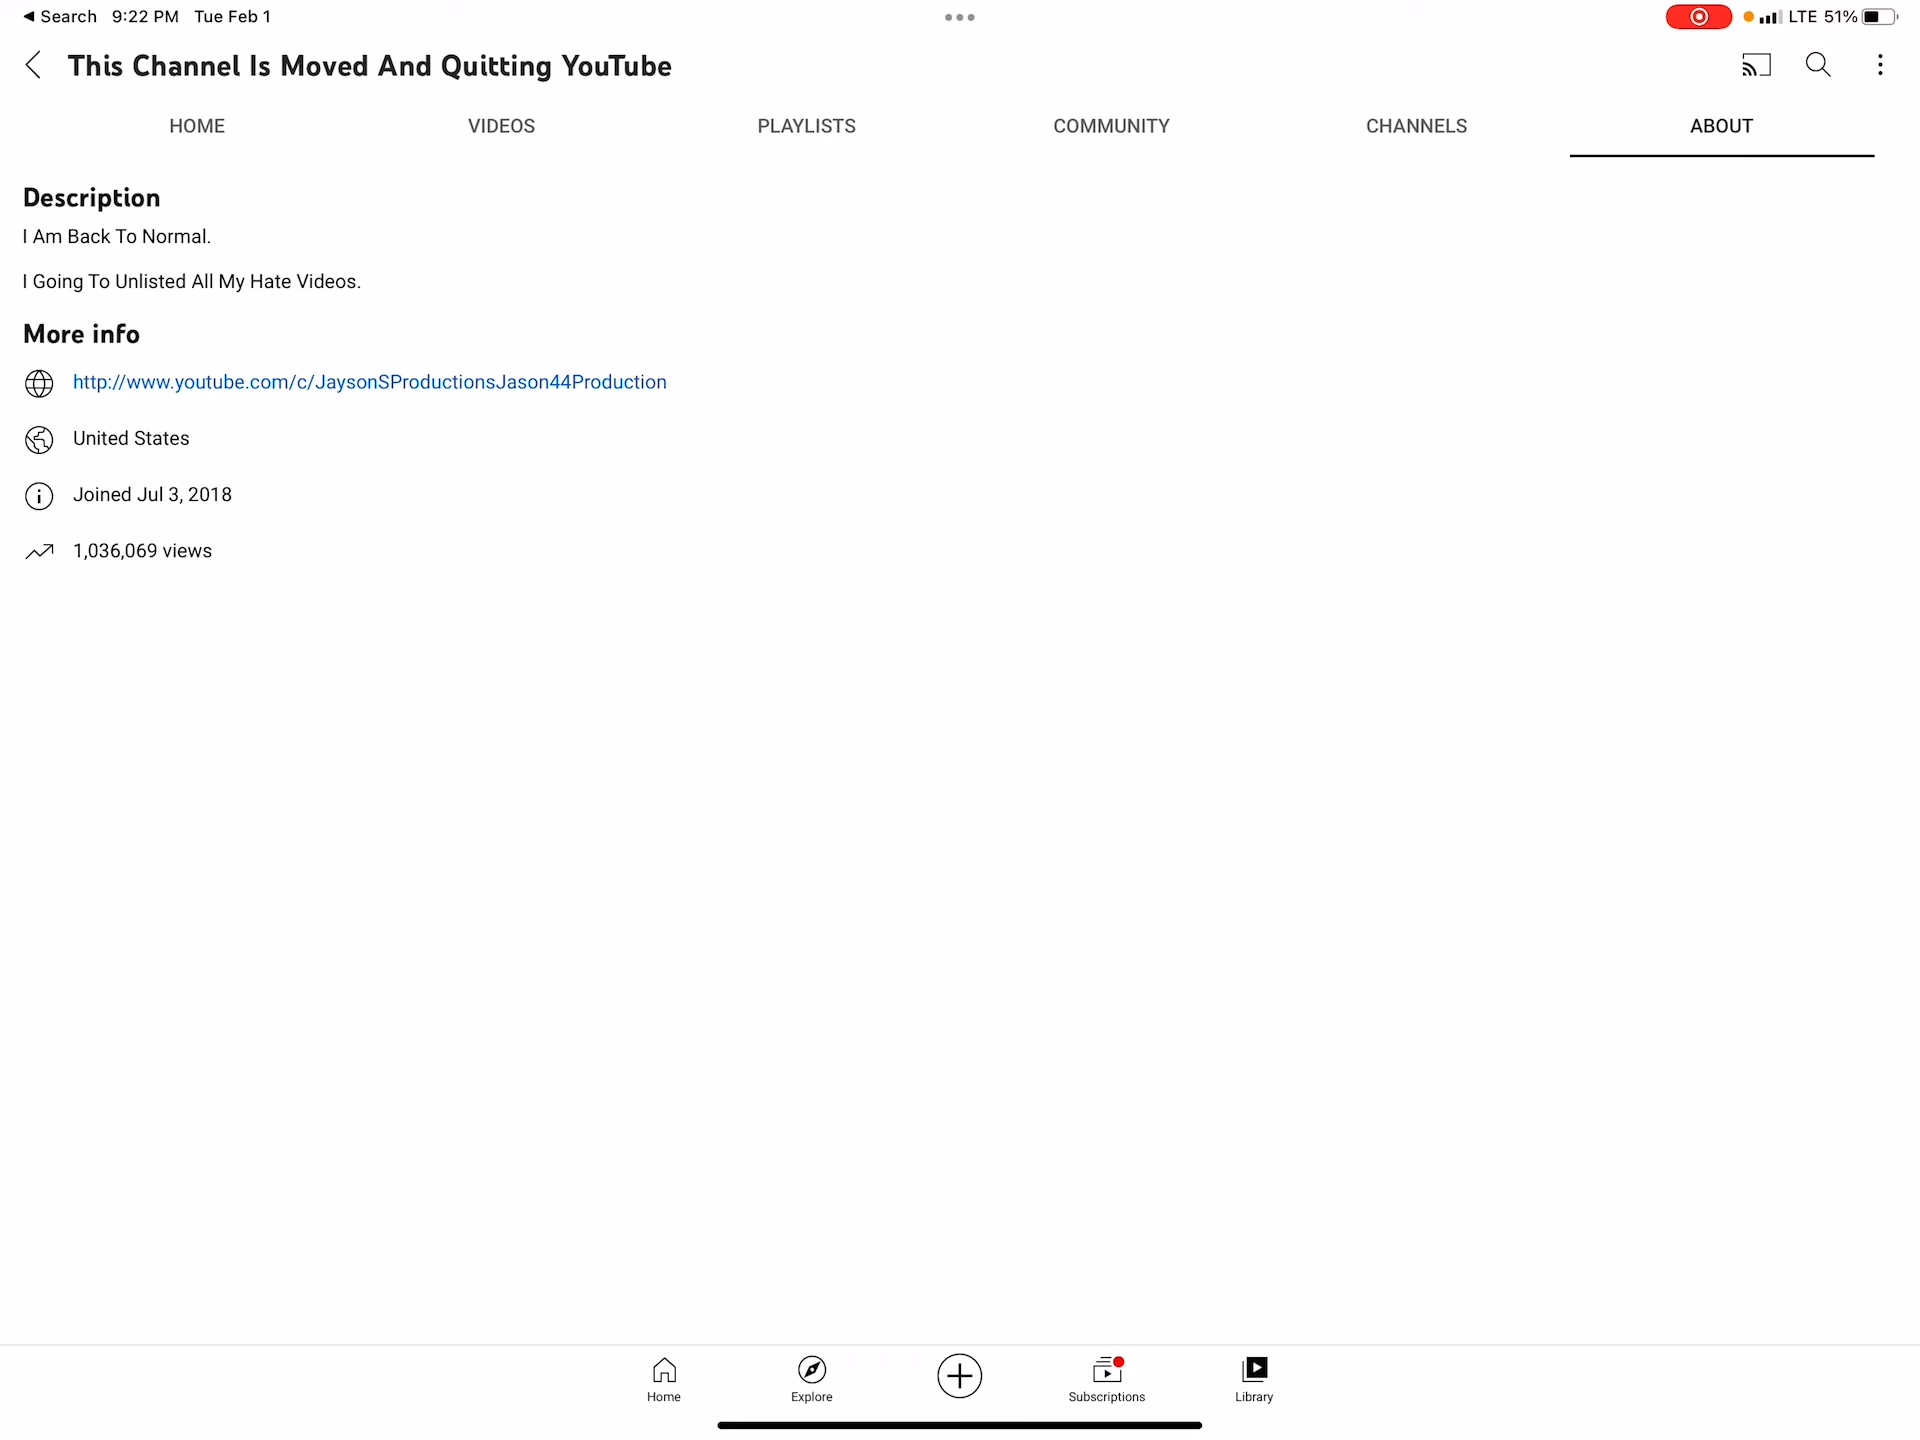 Search 9:22 PM Tue Feb 1
LTE 51%
This Channel Is Moved And Quitting YouTube
HOME VIDEOS PLAYLISTS COMMUNITY CHANNELS ABOUT
Description
I Am Back To Normal.
I Going To Unlisted All My Hate Videos.
More info
http://www.youtube.com/c/JaysonSProductionsJason44Production
United States
Joined Jul 3, 2018
1,036,069 views
Home Explore Subscriptions Library